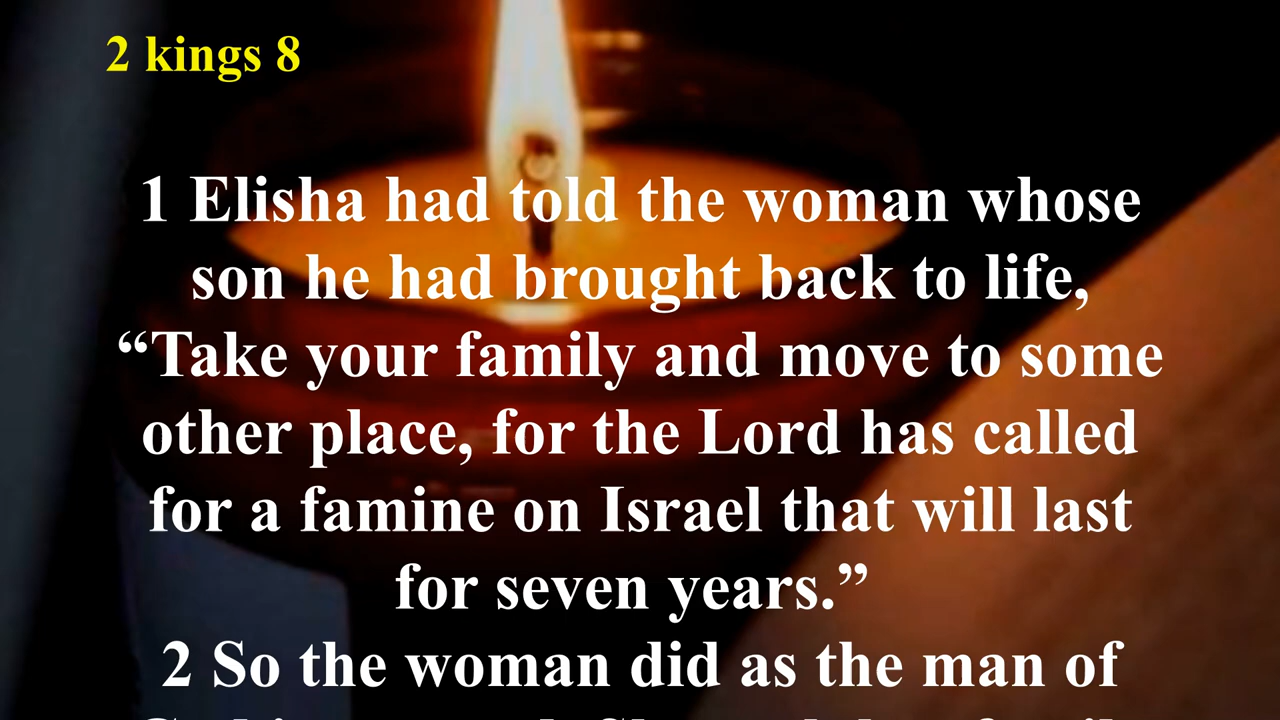 2 kings 8
1 Elisha had told the woman whose
son he had brought back to life,
“Take your family and move to some
other place, for the Lord has called
for a famine on Israel that will last
for seven years.”
2 So the woman did as the man of